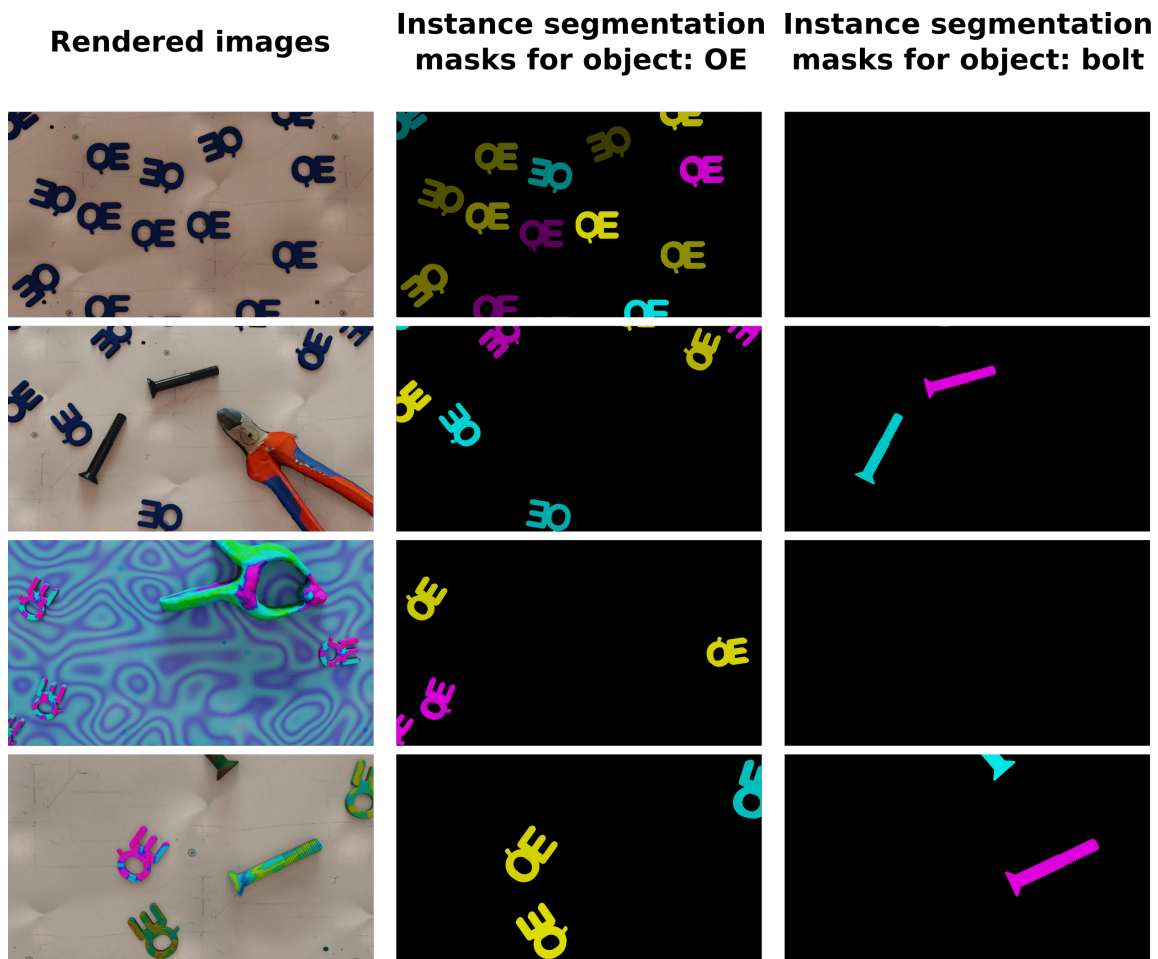 Rendered images
Instance segmentation
masks for object: OE
Instance segmentation
masks for object: bolt